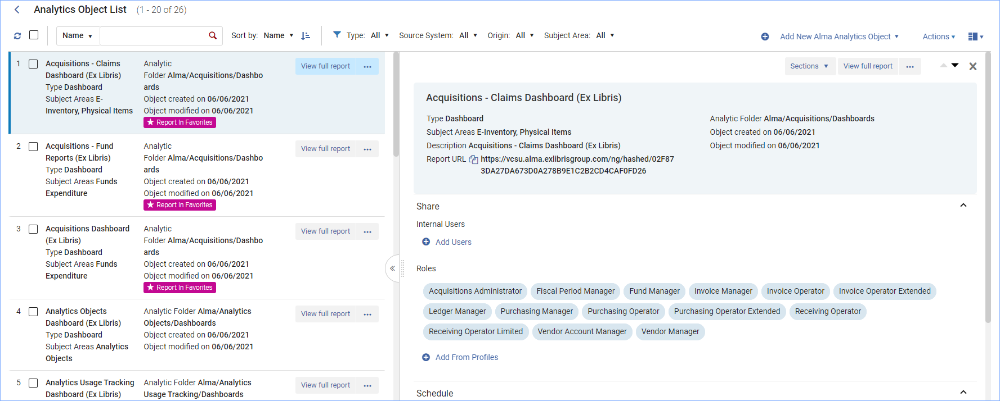 Analytics Object List (1 - 20 of 26)
Name
Sort by: Name
Type: All
Source System: All
Origin: All
Subject Area: All
Add New Alma Analytics Object
Actions
1
Acquisitions - Claims
Dashboard (Ex Libris)
Type Dashboard
Subject Areas E-
Inventory, Physical Items
Analytic
Folder Alma/Acquisitions/Dashbo
ards
Object created on 06/06/2021
Object modified on 06/06/2021
Report In Favorites
View full report
2
Acquisitions - Fund
Reports (Ex Libris)
Type Dashboard
Subject Areas Funds
Expenditure
Analytic
Folder Alma/Acquisitions/Dashbo
ards
Object created on 06/06/2021
Object modified on 06/06/2021
Report In Favorites
View full report
3
Acquisitions Dashboard
(Ex Libris)
Type Dashboard
Subject Areas Funds
Expenditure
Analytic
Folder Alma/Acquisitions/Dashbo
ards
Object created on 06/06/2021
Object modified on 06/06/2021
Report In Favorites
View full report
4
Analytics Objects
Dashboard (Ex Libris)
Type Dashboard
Subject Areas Analytics
Objects
Analytic Folder Alma/Analytics
Objects/Dashboards
Object created on 06/06/2021
Object modified on 06/06/2021
View full report
5
Analytics Usage Tracking
Dashboard (Ex Libris)
Analytic Folder Alma/Analytics
Usage Tracking/Dashboards
View full report
Sections
View full report
Acquisitions - Claims Dashboard (Ex Libris)
Type Dashboard
Subject Areas E-Inventory, Physical Items
Description Acquisitions - Claims Dashboard (Ex Libris)
Report URL https://vcsu.alma.exlibrisgroup.com/ng/hashed/02F87
3DA27DA673D0A278B9E1C2B2CD4CAF0FD26
Analytic Folder Alma/Acquisitions/Dashboards
Object created on 06/06/2021
Object modified on 06/06/2021
Share
Internal Users
Add Users
Roles
Acquisitions Administrator Fiscal Period Manager Fund Manager Invoice Manager Invoice Operator Invoice Operator Extended
Ledger Manager Purchasing Manager Purchasing Operator Purchasing Operator Extended Receiving Operator
Receiving Operator Limited Vendor Account Manager Vendor Manager
Add From Profiles
Schedule